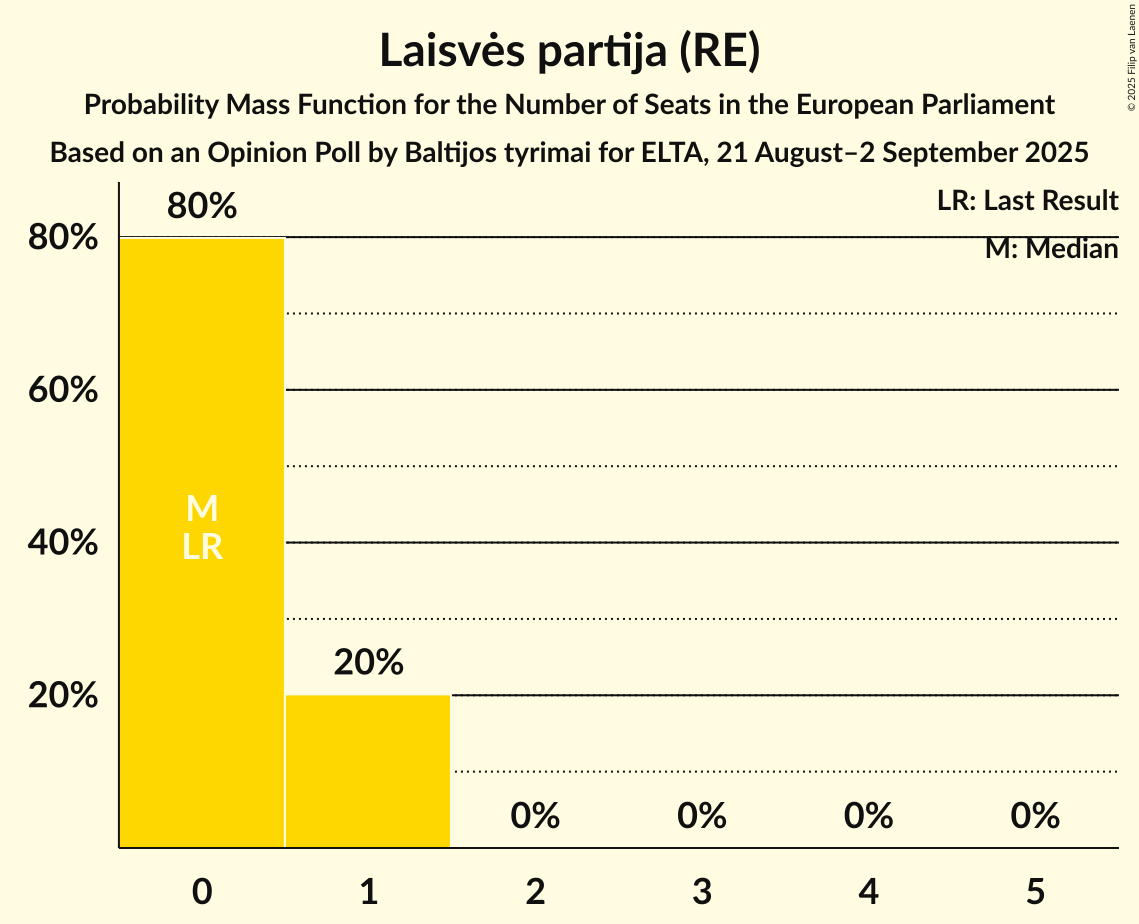 Laisvės partija (RE)
Probability Mass Function for the Number of Seats in the European Parliament
Based on an Opinion Poll by Baltijos tyrimai for ELTA, 21 August–2 September 2025
© 2025 Filip van Laenen
LR: Last Result
M: Median
80%
60%
40%
20%
80%
M
LR
20%
0%
0%
0%
0%
0
1
2
3
4
5